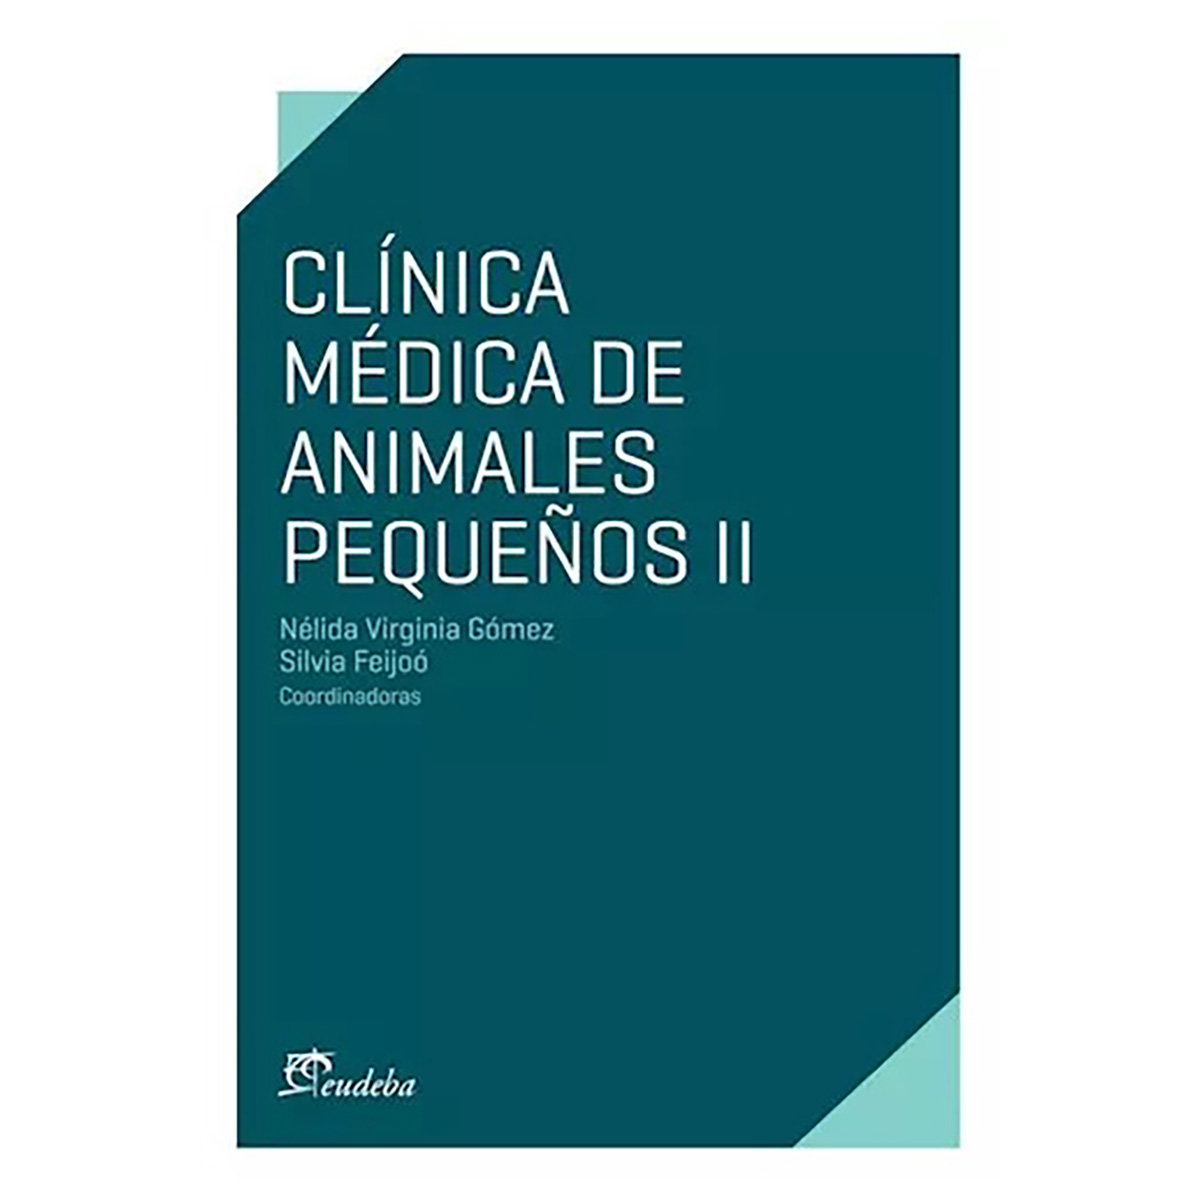 CLÍNICA
MÉDICA DE
ANIMALES
PEQUEÑOS II
Nélida Virginia Gómez
Silvia Feijoó
Coordinadoras
eudeba